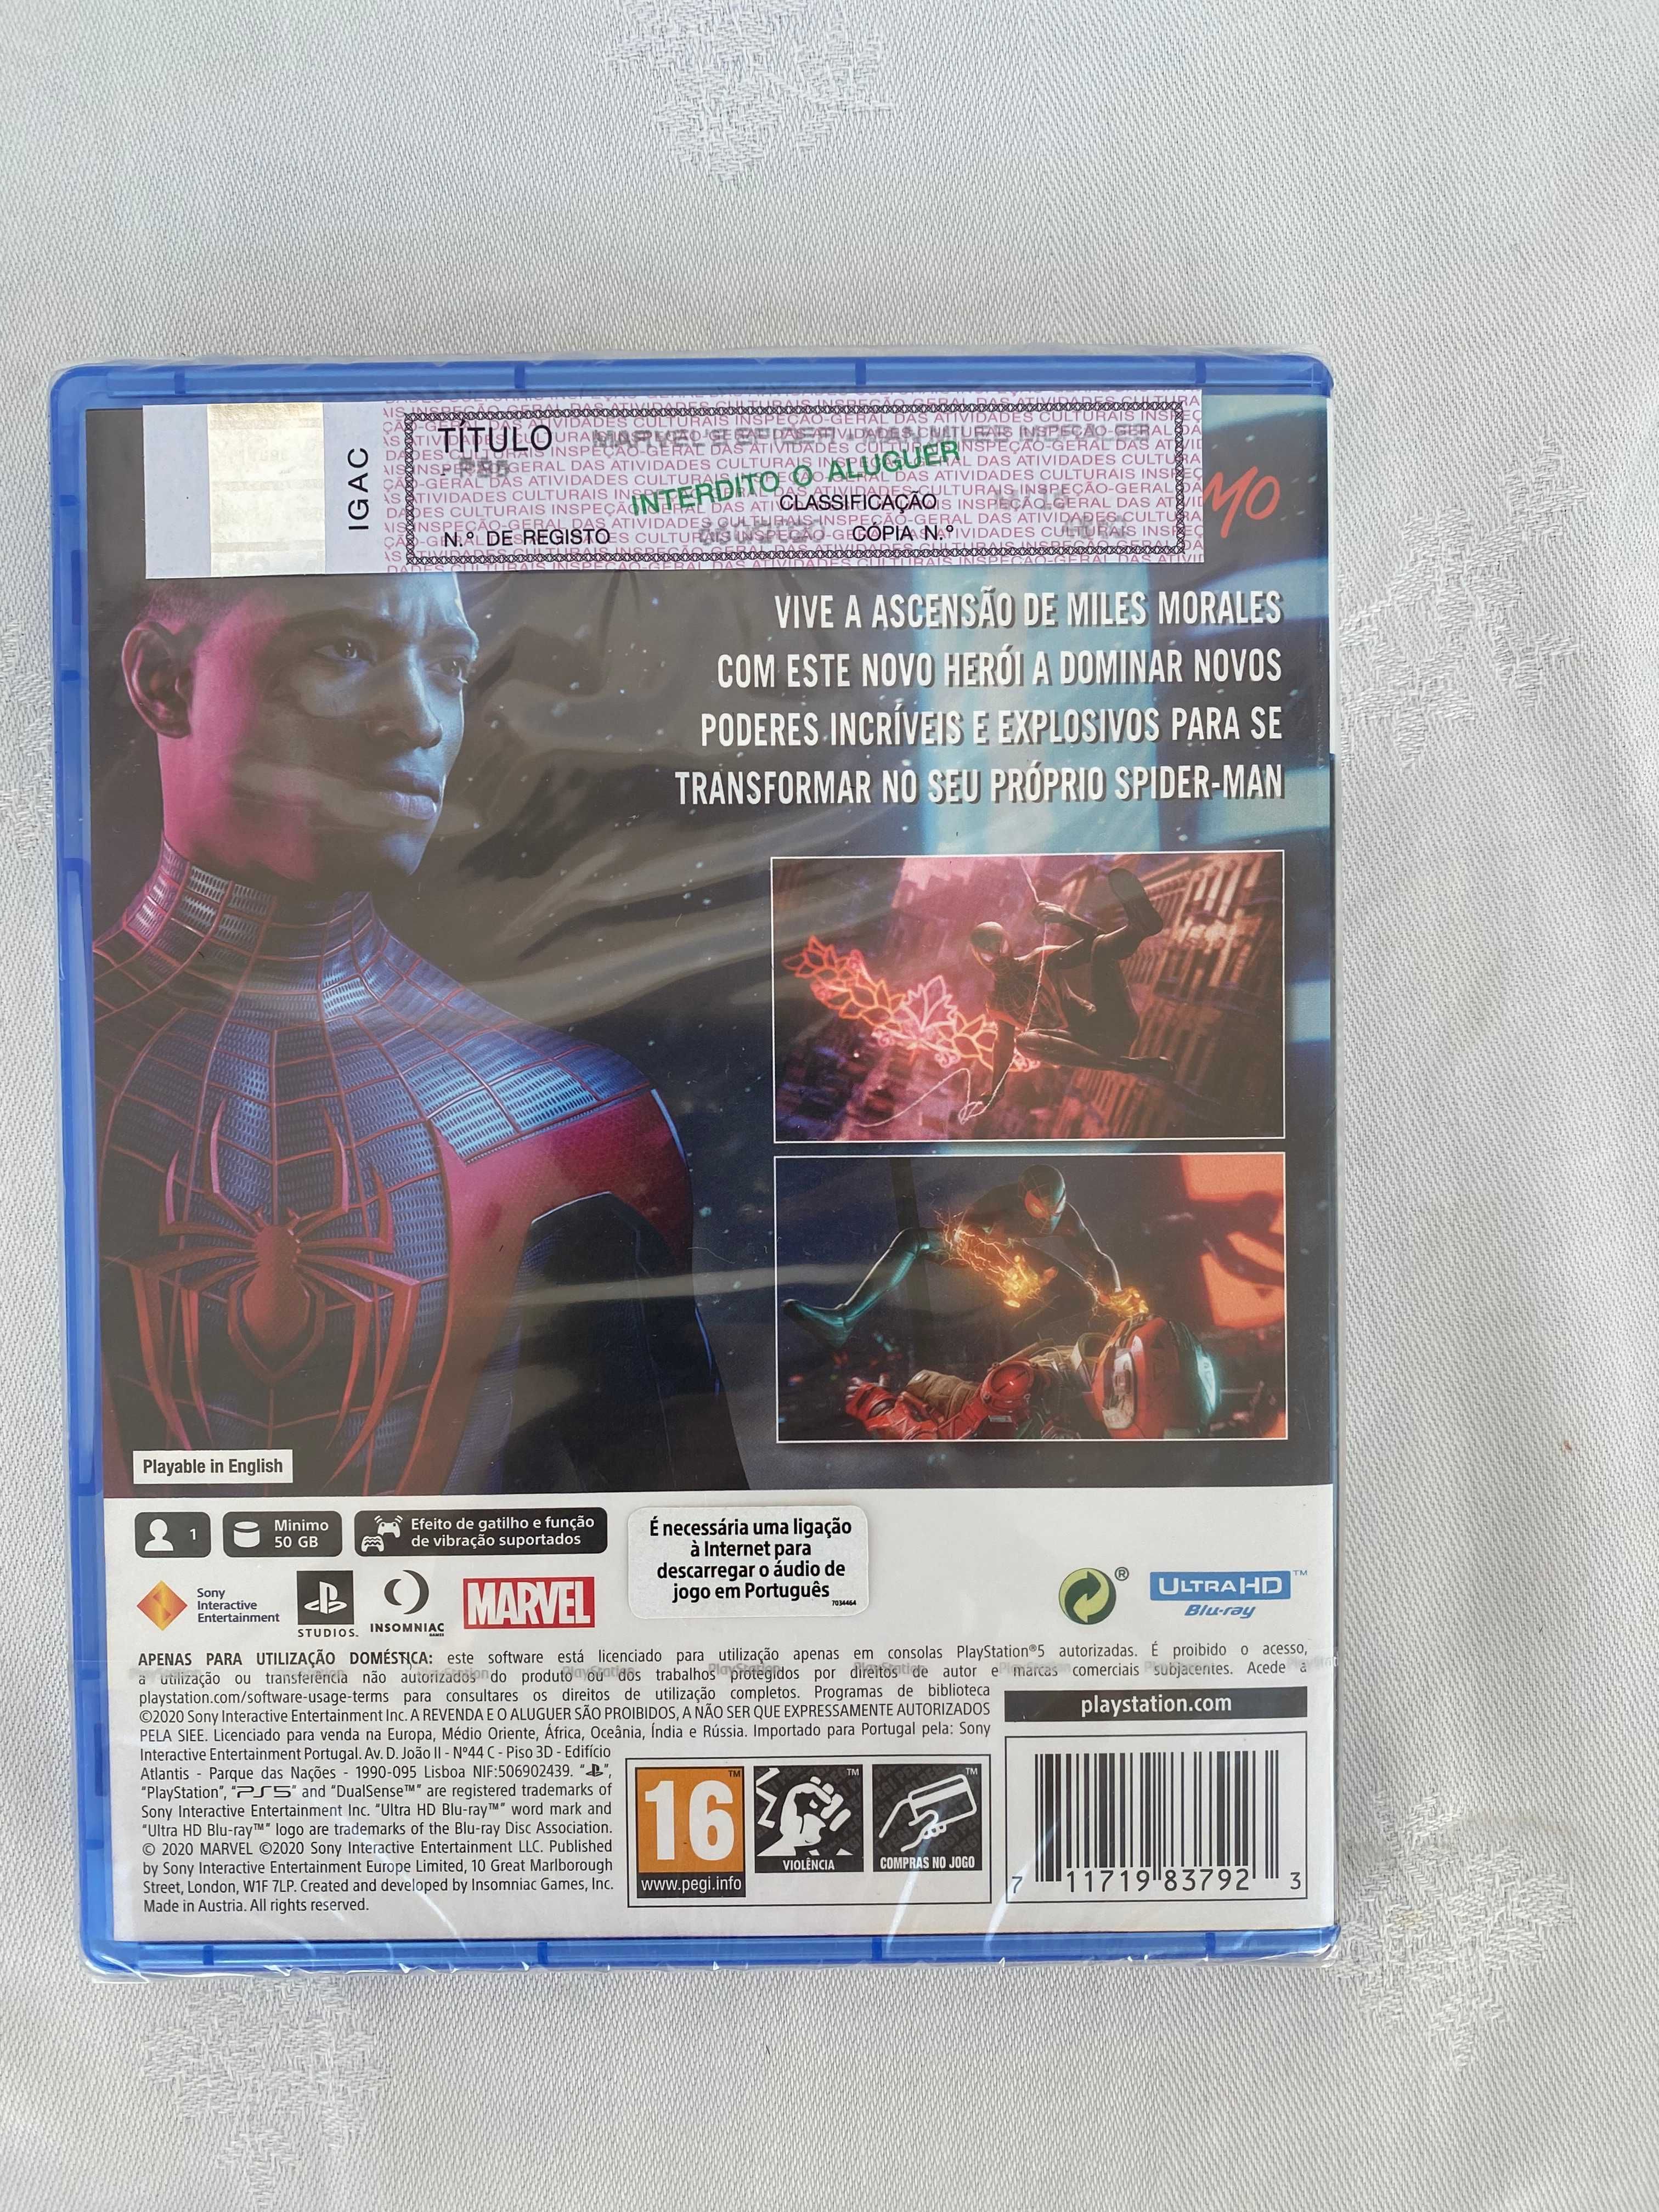 IGAC
TÍTULO
INTERDITO O ALUGUER
CLASSIFICAÇÃO
N.º DE REGISTO
CÓPIA N.º
MO
VIVE A ASCENSÃO DE MILES MORALES
COM ESTE NOVO HERÓI A DOMINAR NOVOS
PODERES INCRÍVEIS E EXPLOSIVOS PARA SE
TRANSFORMAR NO SEU PRÓPRIO SPIDER-MAN
Playable in English
1
Mínimo
50 GB
Efeito de gatilho e função
de vibração suportados
É necessária uma ligação
à Internet para
descarregar o áudio de
jogo em Português
7034464
Sony
Interactive
Entertainment
STUDIOS.
INSOMNIAC
GAMES
MARVEL
®
ULTRA HD™
Blu-ray
APENAS PARA UTILIZAÇÃO DOMÉSTICA: este software está licenciado para utilização apenas em consolas PlayStation®5 autorizadas. É proibido o acesso,
a utilização ou transferência não autorizados do produto ou dos trabalhos protegidos por direitos de autor e marcas comerciais subjacentes. Acede a
playstation.com/software-usage-terms para consultares os direitos de utilização completos. Programas de biblioteca
©2020 Sony Interactive Entertainment Inc. A REVENDA E O ALUGUER SÃO PROIBIDOS, A NÃO SER QUE EXPRESSAMENTE AUTORIZADOS
PELA SIEE. Licenciado para venda na Europa, Médio Oriente, África, Oceânia, Índia e Rússia. Importado para Portugal pela: Sony
Interactive Entertainment Portugal. Av. D. João II - Nº44 C - Piso 3D - Edifício
Atlantis - Parque das Nações - 1990-095 Lisboa NIF:506902439. "",
"PlayStation", "PS5" and "DualSense™" are registered trademarks of
Sony Interactive Entertainment Inc. "Ultra HD Blu-ray™" word mark and
"Ultra HD Blu-ray™" logo are trademarks of the Blu-ray Disc Association.
© 2020 MARVEL ©2020 Sony Interactive Entertainment LLC. Published
by Sony Interactive Entertainment Europe Limited, 10 Great Marlborough
Street, London, W1F 7LP. Created and developed by Insomniac Games, Inc.
Made in Austria. All rights reserved.
playstation.com
16™
www.pegi.info
™
VIOLÊNCIA
™
COMPRAS NO JOGO
7 11719 83792 3